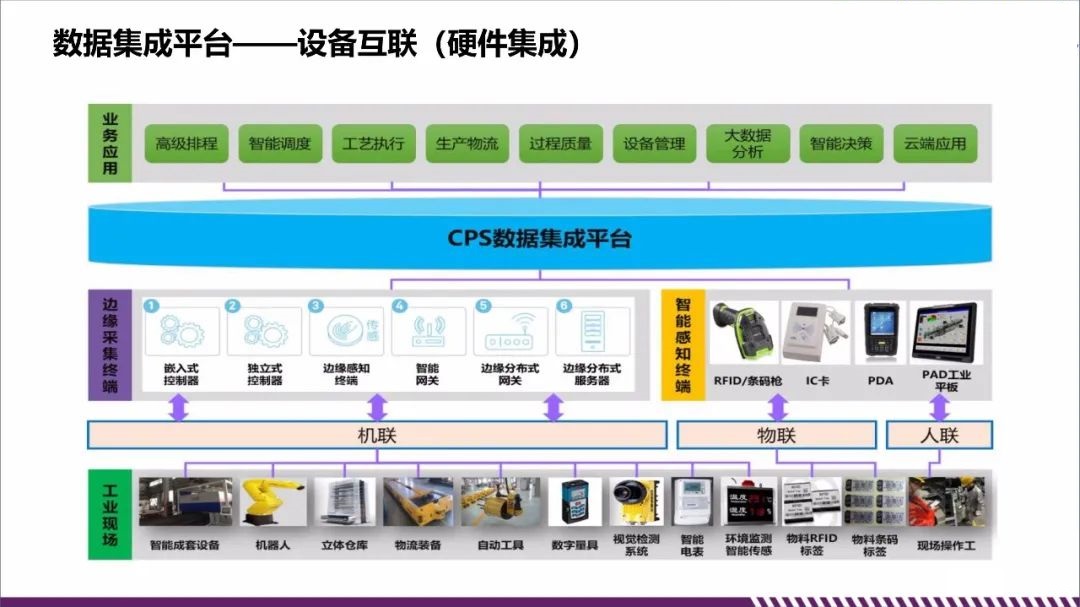 数据集成平台——设备互联（硬件集成）
业务应用
高级排程
智能调度
工艺执行
生产物流
过程质量
设备管理
大数据
分析
智能决策
云端应用
CPS数据集成平台
边缘采集终端
1
2
3
4
5
6
传感
嵌入式
控制器
独立式
控制器
边缘感知
终端
智能
网关
边缘分布式
网关
边缘分布式
服务器
智能感知终端
RFID/条码枪
IC卡
PDA
PAD工业
平板
机联
物联
人联
工业现场
温度
湿度
智能成套设备
机器人
立体仓库
物流装备
自动工具
数字量具
视觉检测
系统
智能
电表
环境监测
智能传感
物料RFID
标签
物料条码
标签
现场操作工